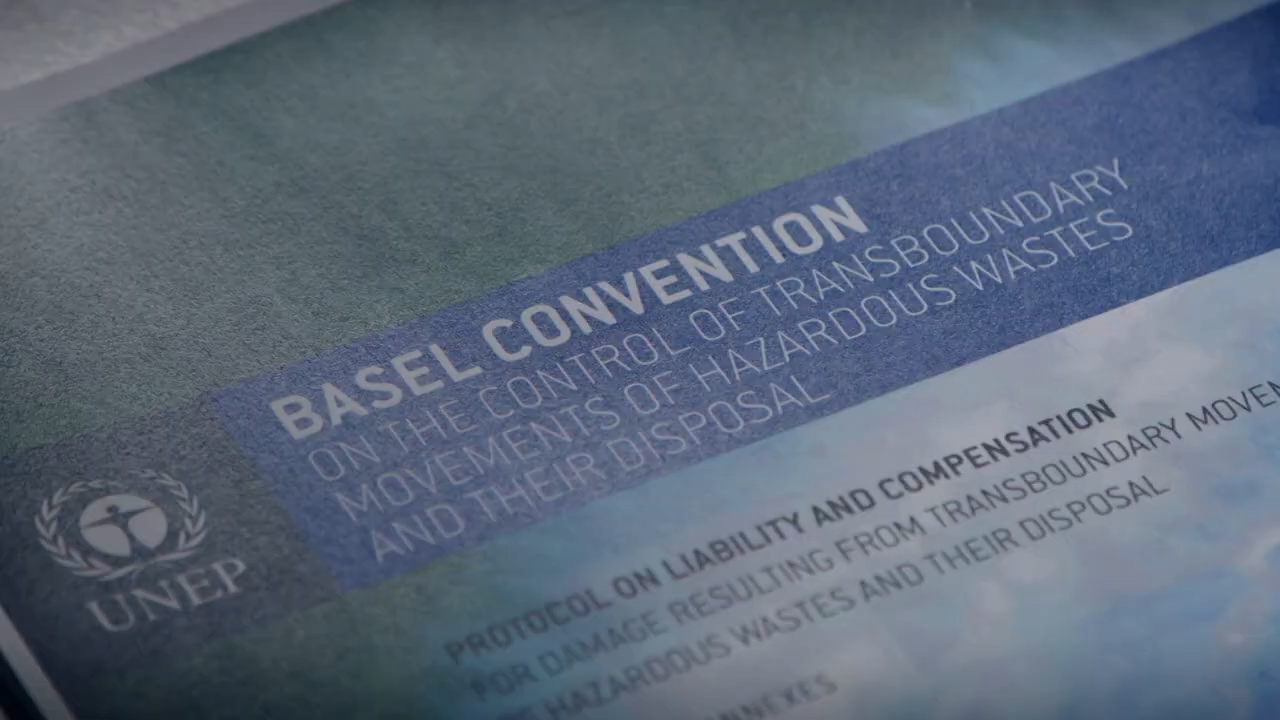 BASEL CONVENTION
ON THE CONTROL OF TRANSBOUNDARY
MOVEMENTS OF HAZARDOUS WASTES
AND THEIR DISPOSAL
UNEP
PROTOCOL ON LIABILITY AND COMPENSATION
FOR DAMAGE RESULTING FROM TRANSBOUNDARY
HAZARDOUS WASTES AND THEIR DISPOSAL